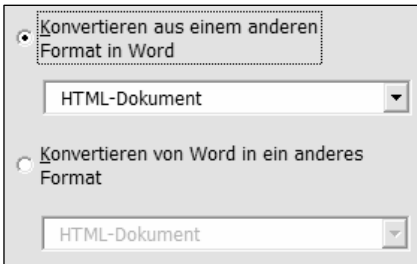 Konvertieren aus einem anderen
Format in Word
HTML-Dokument
Konvertieren von Word in ein anderes
Format
HTML-Dokument